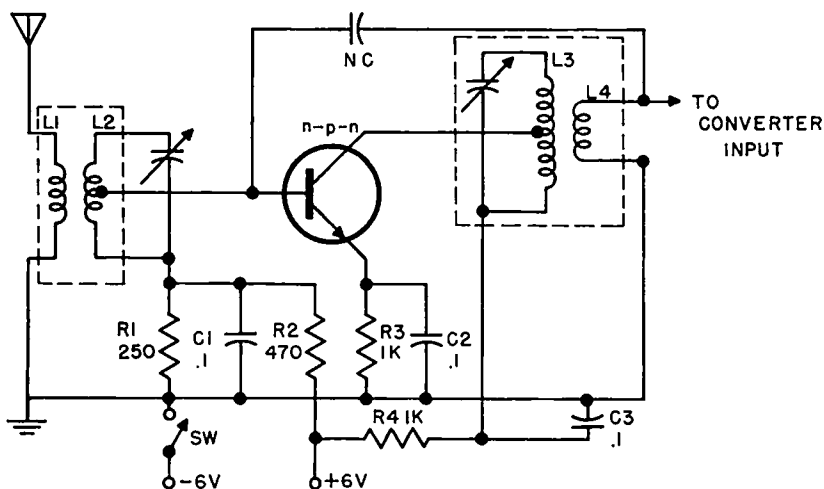 NC
L3
L4
TO
CONVERTER
INPUT
L1
L2
n-p-n
R1
250
C1
.1
R2
470
R3
1K
C2
.1
R4 1K
C3
.1
SW
-6V
+6V